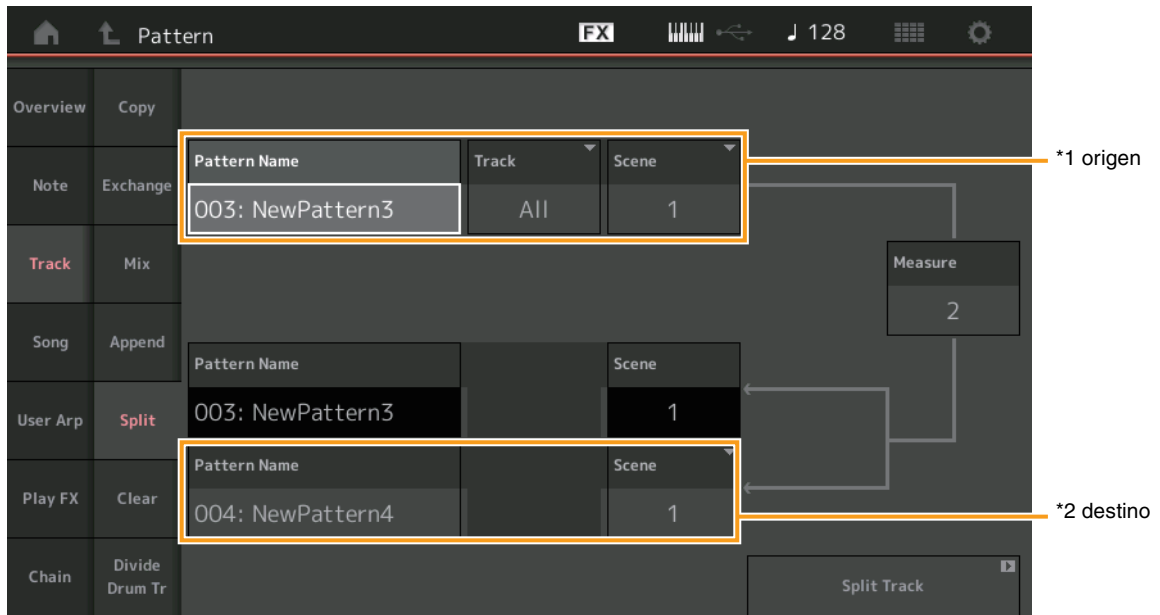 Pattern
FX
♩ 128
Overview
Copy
Note
Exchange
Track
Mix
Song
Append
User Arp
Split
Play FX
Clear
Chain
Divide
Drum Tr
Pattern Name
Track
Scene
003: NewPattern3
All
1
*1 origen
Measure
2
Pattern Name
Scene
003: NewPattern3
1
Pattern Name
Scene
004: NewPattern4
1
*2 destino
Split Track